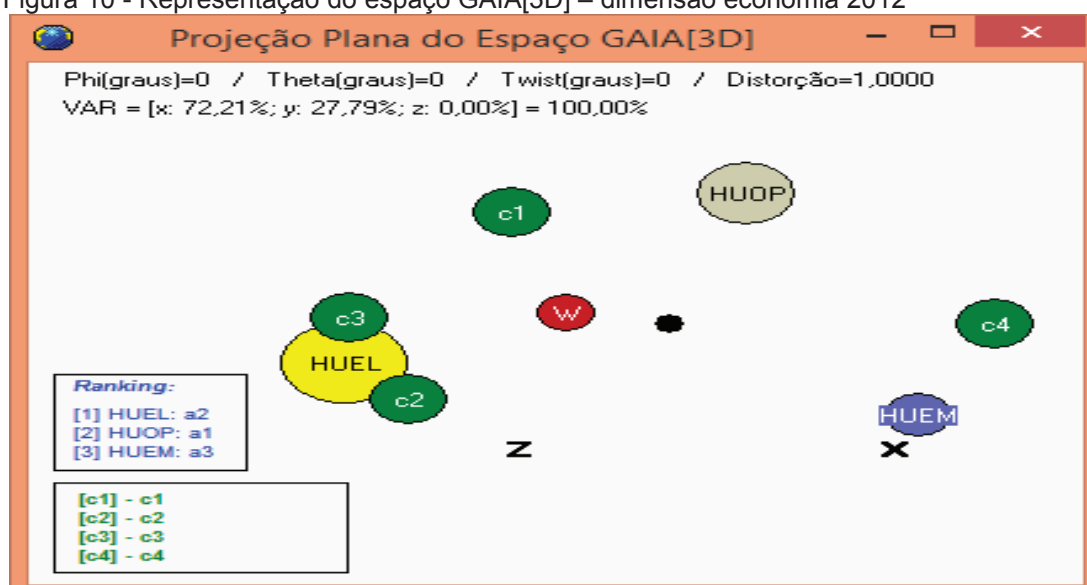 Figura 10 - Representação do espaço GAIA[3D] – dimensão economia 2012
Projeção Plana do Espaço GAIA[3D]
Phi(graus)=0 / Theta(graus)=0 / Twist(graus)=0 / Distorção=1,0000
VAR = [x: 72,21%; y: 27,79%; z: 0,00%] = 100,00%
HUOP
c1
c3
W
c4
HUEL
c2
HUEM
Z
X
Ranking:
[1] HUEL: a2
[2] HUOP: a1
[3] HUEM: a3
[c1] - c1
[c2] - c2
[c3] - c3
[c4] - c4